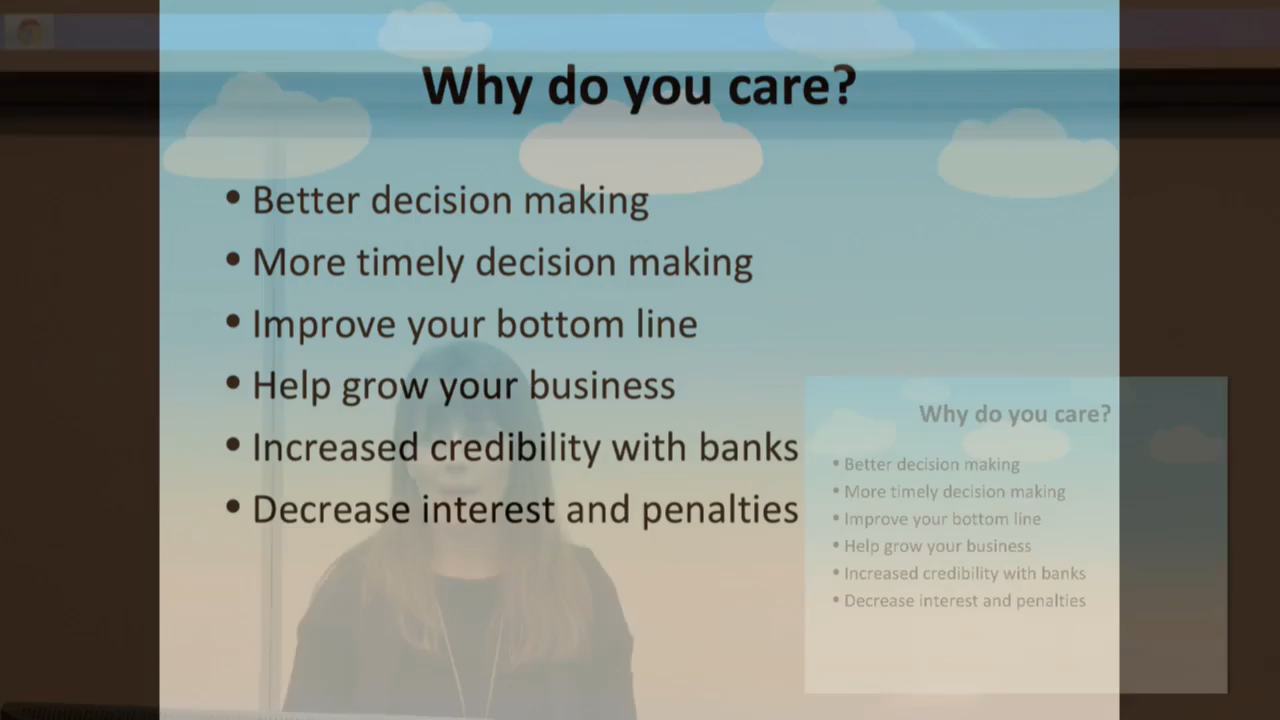 Why do you care?
• Better decision making
• More timely decision making
• Improve your bottom line
• Help grow your business
• Increased credibility with banks
• Decrease interest and penalties
Why do you care?
• Better decision making
• More timely decision making
• Improve your bottom line
• Help grow your business
• Increased credibility with banks
• Decrease interest and penalties